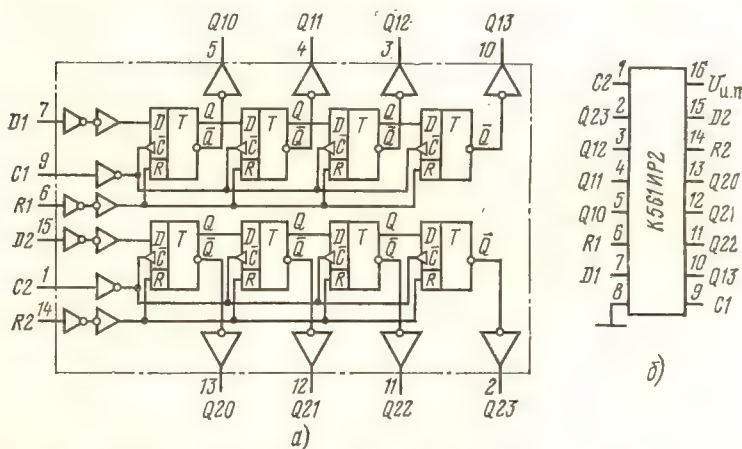 Q10 Q11 Q12 Q13
5 4 3 10
D1 7
C1 9
R1 6
D2 15
C2 1
R2 14
D T Q D T Q D T Q D T
C̅ Q̅ C̅ Q̅ C̅ Q̅ C̅ Q̅
R R R R
D T Q D T Q D T Q D T Q̅
C̅ Q̅ C̅ Q̅ C̅ Q̅ C̅
R R R R
13 12 11 2
Q20 Q21 Q22 Q23
а)
К561ИР2
C2 1
Q23 2
Q12 3
Q11 4
Q10 5
R1 6
D1 7
8
16 Uи.п
15 D2
14 R2
13 Q20
12 Q21
11 Q22
10 Q13
9 C1
б)